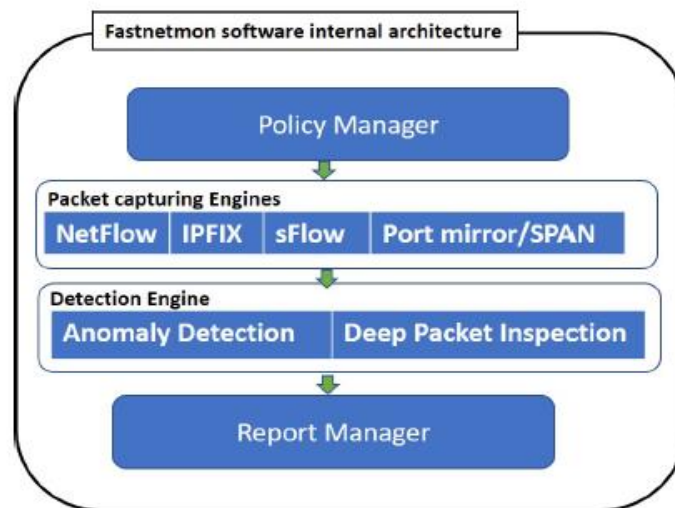 Fastnetmon software internal architecture
Policy Manager
Packet capturing Engines
NetFlow IPFIX sFlow Port mirror/SPAN
Detection Engine
Anomaly Detection Deep Packet Inspection
Report Manager